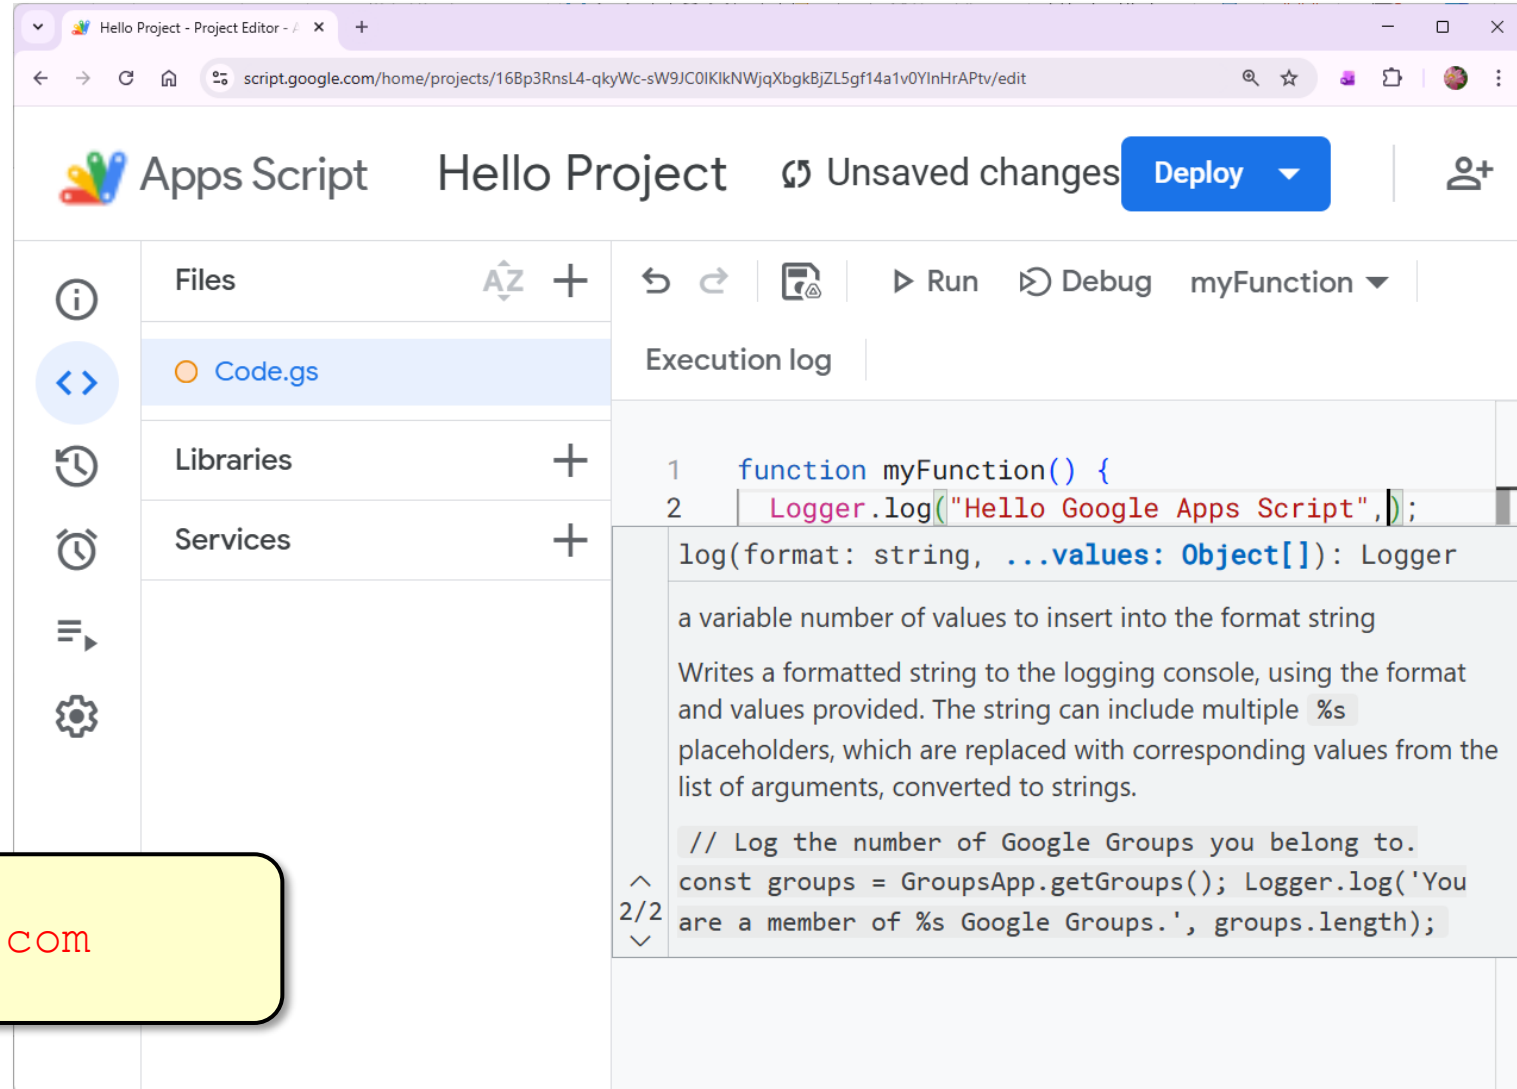 Hello Project - Project Editor - A
script.google.com/home/projects/16Bp3RnsL4-qkyWc-sW9JC0IKIkNWjqXbgkBjZL5gf14a1v0YlnHrAPtv/edit
Apps Script Hello Project Unsaved changes Deploy
Files AZ Run Debug myFunction
Execution log
Code.gs
Libraries
Services
1 function myFunction() {
2 Logger.log("Hello Google Apps Script",);
log(format: string, ...values: Object[]): Logger
a variable number of values to insert into the format string
Writes a formatted string to the logging console, using the format
and values provided. The string can include multiple %s
placeholders, which are replaced with corresponding values from the
list of arguments, converted to strings.
// Log the number of Google Groups you belong to.
const groups = GroupsApp.getGroups(); Logger.log('You
are a member of %s Google Groups.', groups.length);
2/2
com